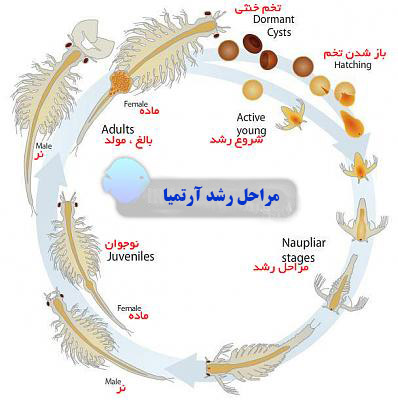 تخم خنثی
Dormant
Cysts
باز شدن تخم
Hatching
Female
ماده
Adults
بالغ ، مولد
Active
young
شروع رشد
Male
نر
مراحل رشد آرتمیا
Naupliar
stages
مراحل رشد
نوجوان
Juveniles
Female
ماده
Male
نر